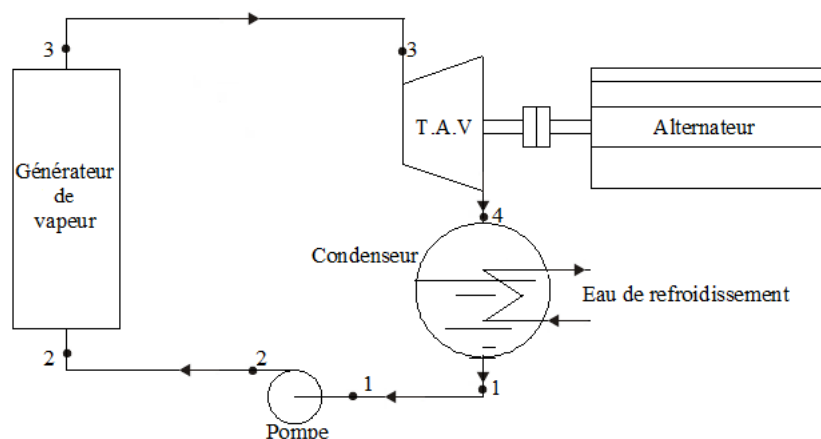 3
3
Générateur
de
vapeur
T.A.V
Alternateur
4
Condenseur
Eau de refroidissement
2
2
1
1
Pompe